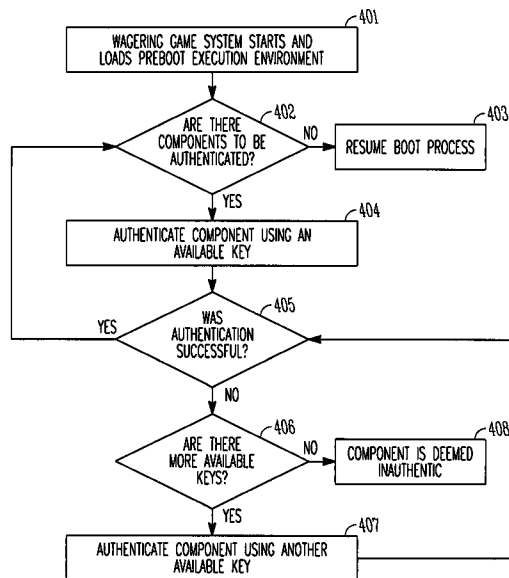 401
WAGERING GAME SYSTEM STARTS AND
LOADS PREBOOT EXECUTION ENVIRONMENT
402
ARE THERE
COMPONENTS TO BE
AUTHENTICATED?
NO
403
RESUME BOOT PROCESS
YES
404
AUTHENTICATE COMPONENT USING AN
AVAILABLE KEY
405
YES
WAS
AUTHENTICATION
SUCCESSFUL?
NO
406
ARE THERE
MORE AVAILABLE
KEYS?
NO
408
COMPONENT IS DEEMED
INAUTHENTIC
YES
407
AUTHENTICATE COMPONENT USING ANOTHER
AVAILABLE KEY